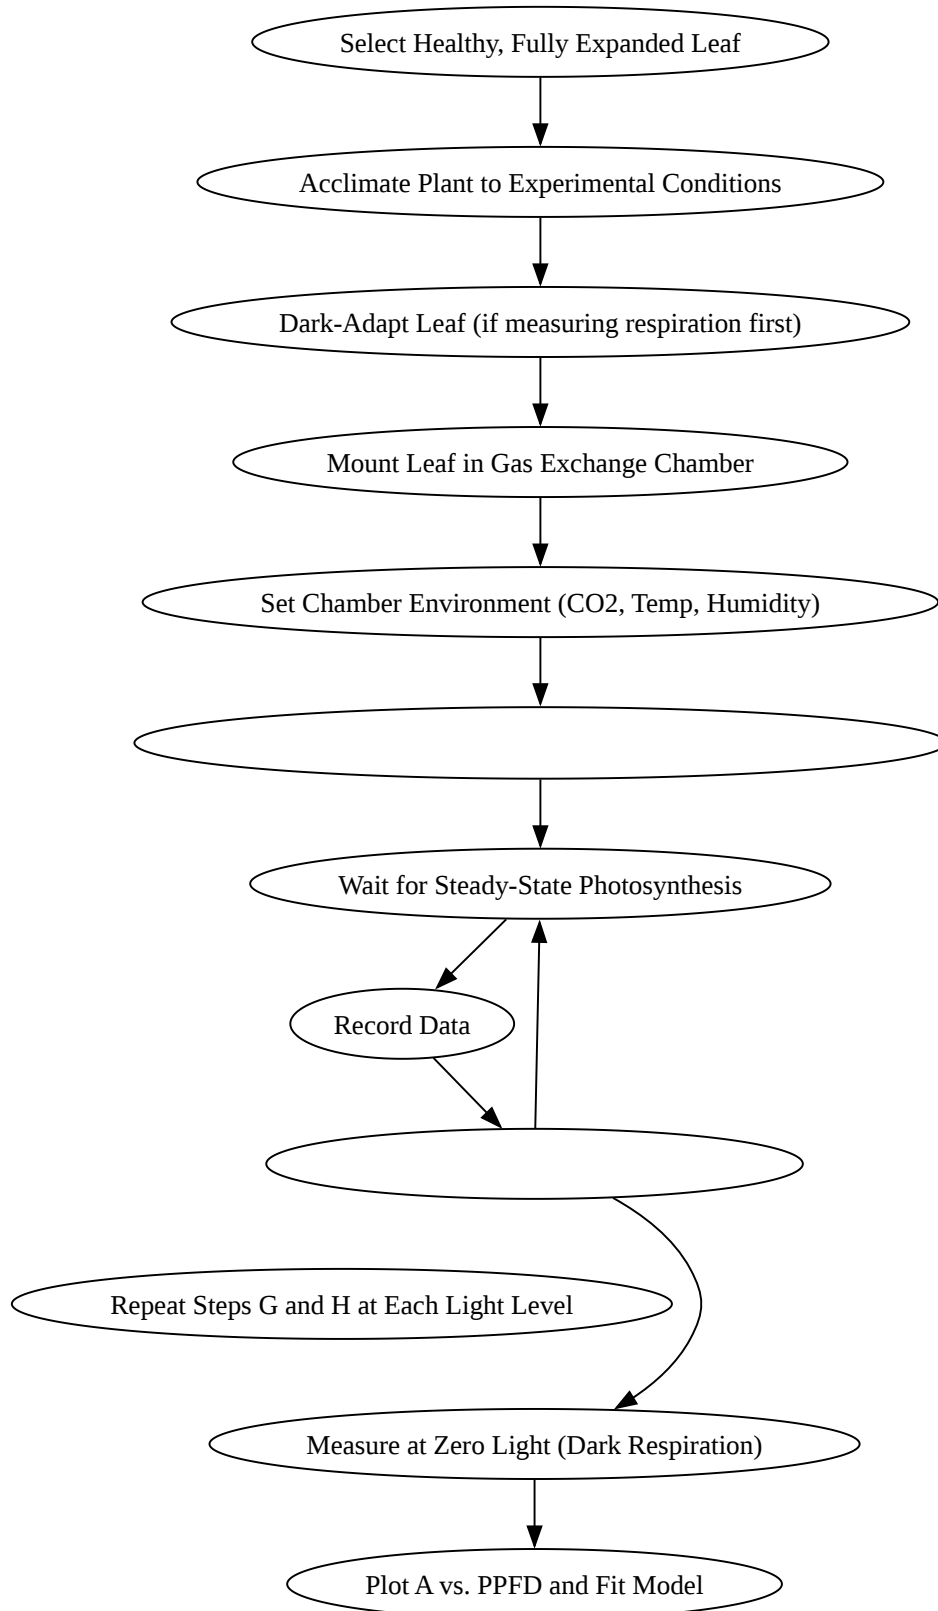 Select Healthy, Fully Expanded Leaf
Acclimate Plant to Experimental Conditions
Dark-Adapt Leaf (if measuring respiration first)
Mount Leaf in Gas Exchange Chamber
Set Chamber Environment (CO2, Temp, Humidity)
Wait for Steady-State Photosynthesis
Record Data
Repeat Steps G and H at Each Light Level
Measure at Zero Light (Dark Respiration)
Plot A vs. PPFD and Fit Model